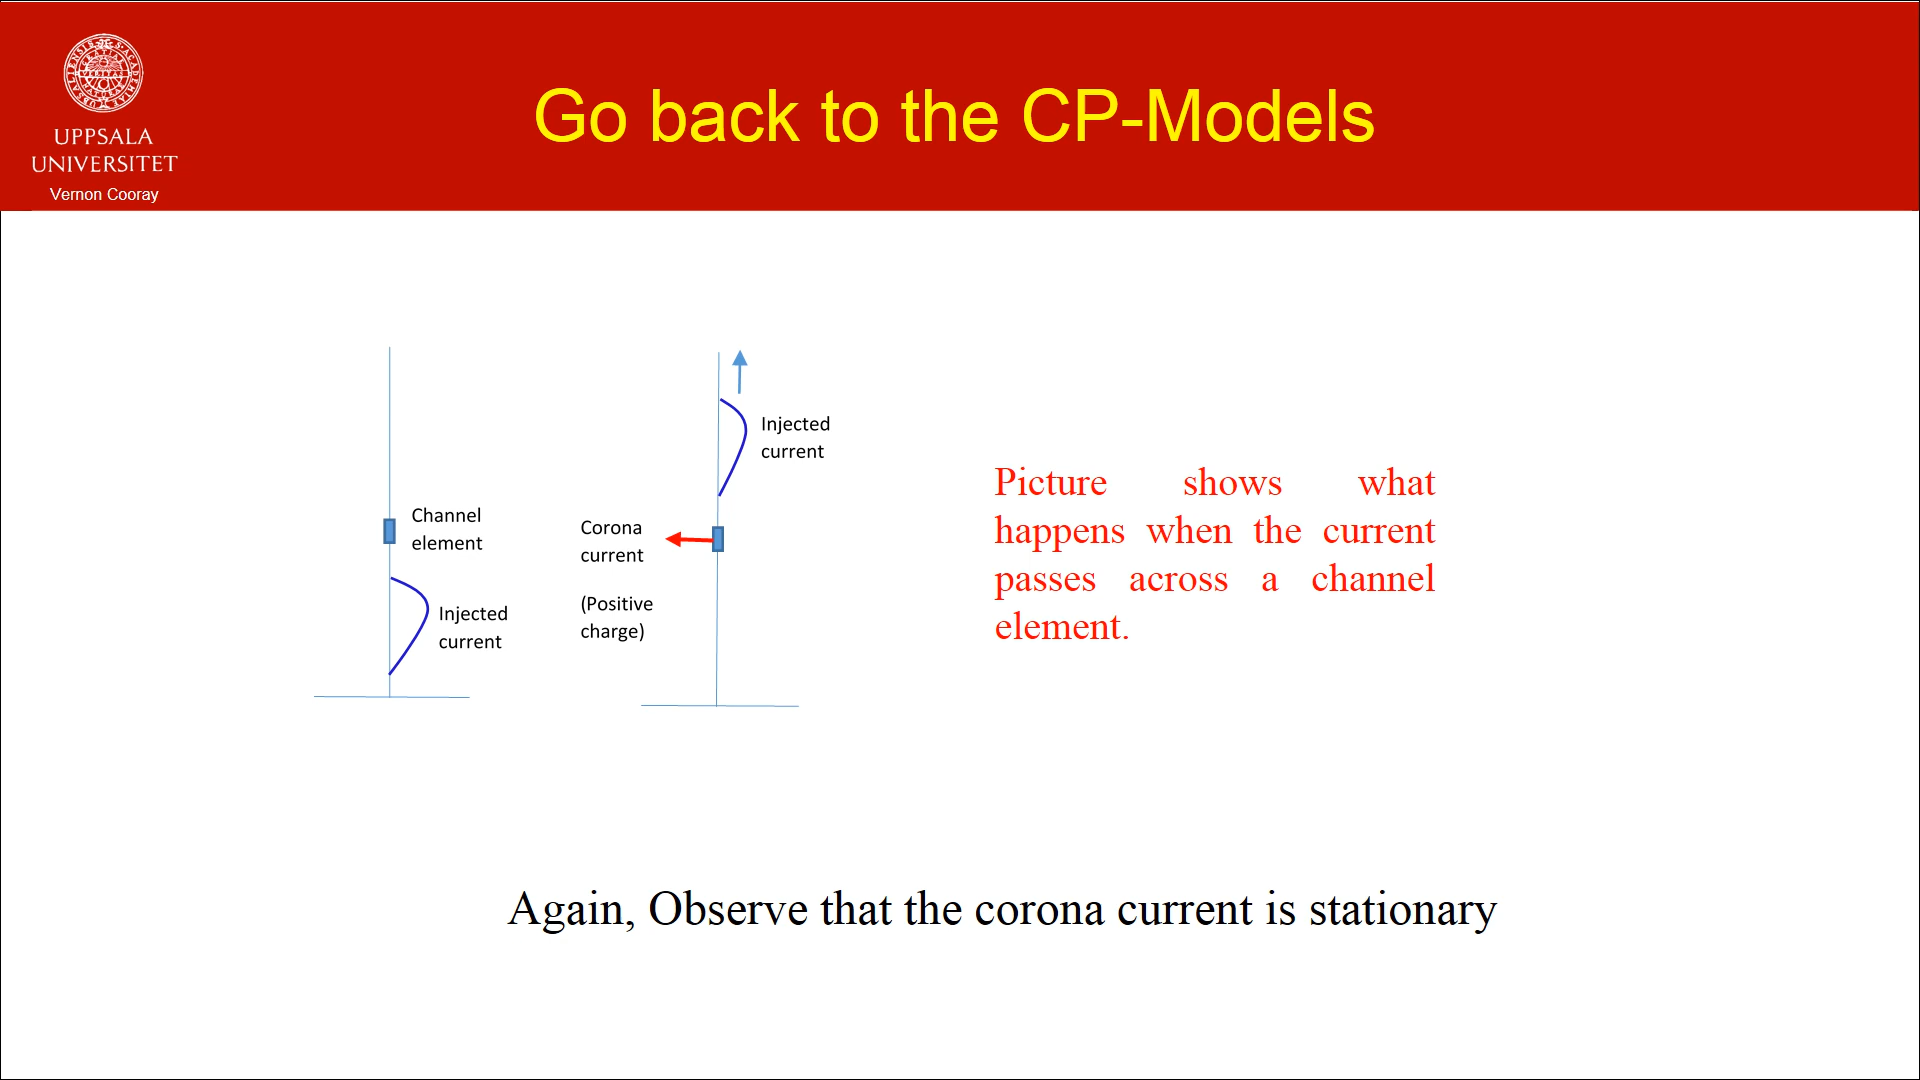 UPPSALA
UNIVERSITET
Vernon Cooray
Go back to the CP-Models
Channel
element
Injected
current
Corona
current
(Positive
charge)
Injected
current
Picture shows what
happens when the current
passes across a channel
element.
Again, Observe that the corona current is stationary